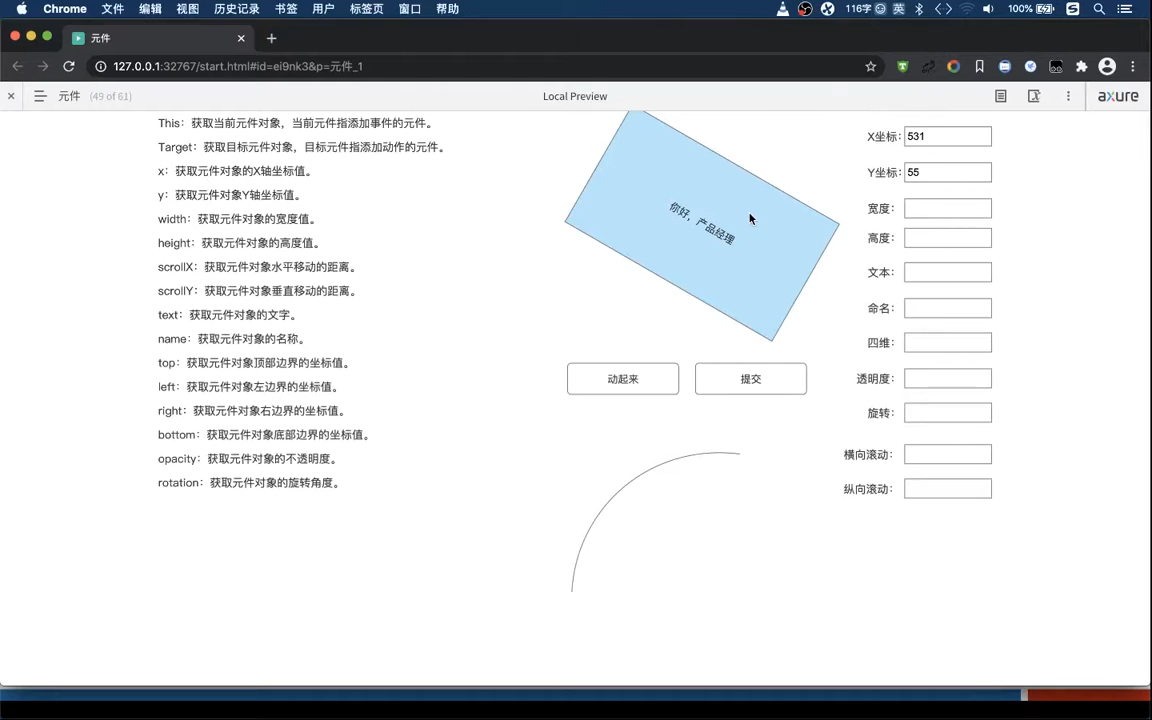 Chrome 文件 编辑 视图 历史记录 书签 用户 标签页 窗口 帮助 116字 英 100%
元件
127.0.0.1:32767/start.html#id=ei9nk3&p=元件_1
元件 (49 of 61) Local Preview axure
This：获取当前元件对象，当前元件指添加事件的元件。
Target：获取目标元件对象，目标元件指添加动作的元件。
x：获取元件对象的X轴坐标值。
y：获取元件对象Y轴坐标值。
width：获取元件对象的宽度值。
height：获取元件对象的高度值。
scrollX：获取元件对象水平移动的距离。
scrollY：获取元件对象垂直移动的距离。
text：获取元件对象的文字。
name：获取元件对象的名称。
top：获取元件对象顶部边界的坐标值。
left：获取元件对象左边界的坐标值。
right：获取元件对象右边界的坐标值。
bottom：获取元件对象底部边界的坐标值。
opacity：获取元件对象的不透明度。
rotation：获取元件对象的旋转角度。
你好，产品经理
动起来 提交
X坐标： 531
Y坐标： 55
宽度：
高度：
文本：
命名：
四维：
透明度：
旋转：
横向滚动：
纵向滚动：